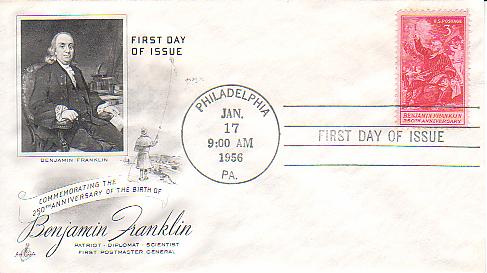 FIRST DAY
OF ISSUE
BENJAMIN FRANKLIN
COMMEMORATING THE
250TH ANNIVERSARY OF THE BIRTH OF
Benjamin Franklin
PATRIOT - DIPLOMAT - SCIENTIST
FIRST POSTMASTER GENERAL
PHILADELPHIA
JAN.
17
9:00 AM
1956
PA.
U.S. POSTAGE
3¢
BENJAMIN FRANKLIN
250TH ANNIVERSARY
FIRST DAY OF ISSUE